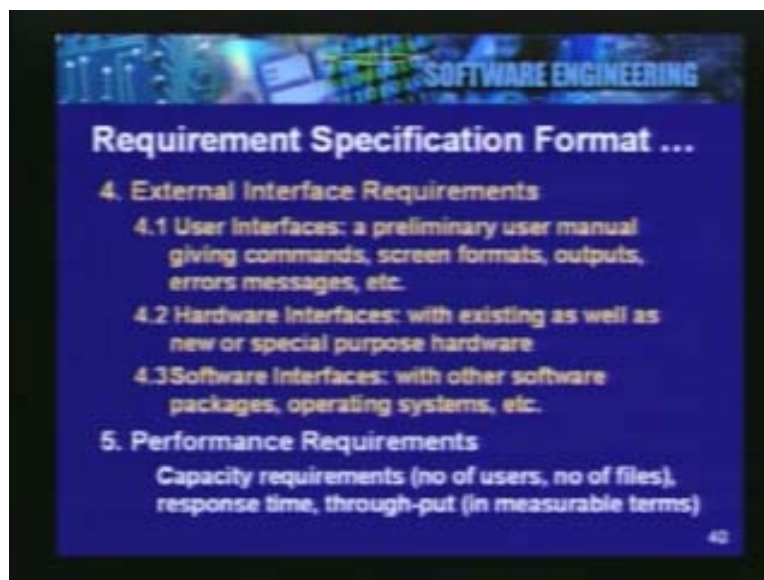 SOFTWARE ENGINEERING
Requirement Specification Format ...
4. External Interface Requirements
4.1 User Interfaces: a preliminary user manual
giving commands, screen formats, outputs,
errors messages, etc.
4.2 Hardware Interfaces: with existing as well as
new or special purpose hardware
4.3Software Interfaces: with other software
packages, operating systems, etc.
5. Performance Requirements
Capacity requirements (no of users, no of files),
response time, through-put (in measurable terms)
40